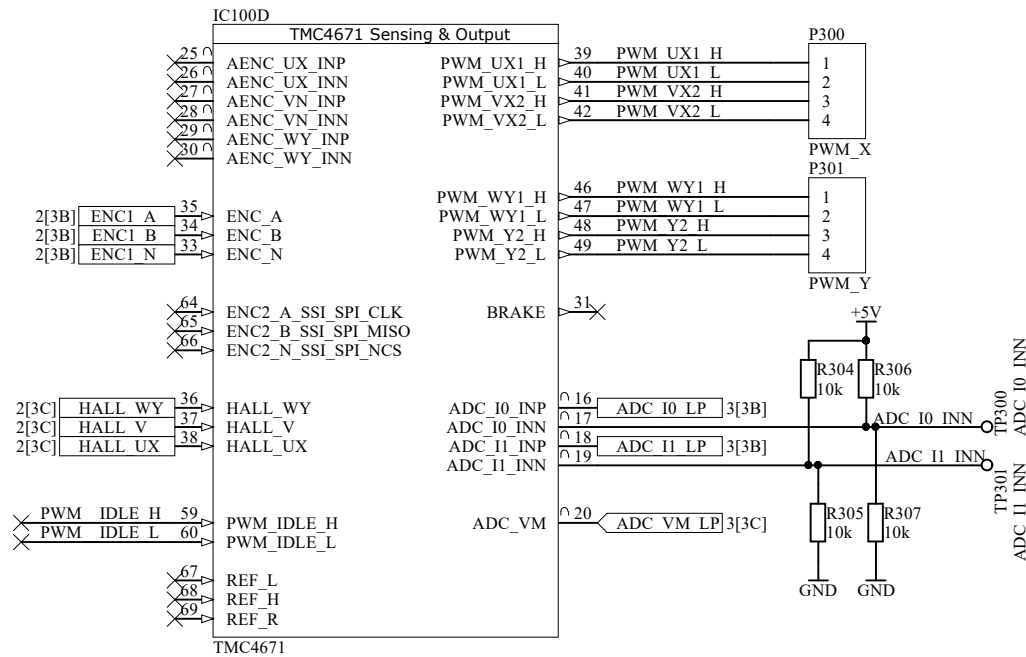 IC100D
TMC4671 Sensing & Output
25 AENC_UX_INP
26 AENC_UX_INN
27 AENC_VN_INP
28 AENC_VN_INN
29 AENC_WY_INP
30 AENC_WY_INN
2[3B] ENC1_A 35 ENC_A
2[3B] ENC1_B 34 ENC_B
2[3B] ENC1_N 33 ENC_N
64 ENC2_A_SSI_SPI_CLK
65 ENC2_B_SSI_SPI_MISO
66 ENC2_N_SSI_SPI_NCS
2[3C] HALL_WY 36 HALL_WY
2[3C] HALL_V 37 HALL_V
2[3C] HALL_UX 38 HALL_UX
PWM_IDLE_H 59 PWM_IDLE_H
PWM_IDLE_L 60 PWM_IDLE_L
67 REF_L
68 REF_H
69 REF_R
TMC4671
PWM_UX1_H 39 PWM_UX1_H
PWM_UX1_L 40 PWM_UX1_L
PWM_VX2_H 41 PWM_VX2_H
PWM_VX2_L 42 PWM_VX2_L
P300
1
2
3
4
PWM_X
PWM_WY1_H 46 PWM_WY1_H
PWM_WY1_L 47 PWM_WY1_L
PWM_Y2_H 48 PWM_Y2_H
PWM_Y2_L 49 PWM_Y2_L
P301
1
2
3
4
PWM_Y
BRAKE 31
+5V
R304
10k
R306
10k
ADC_I0_INP 16 ADC_I0_LP 3[3B]
ADC_I0_INN 17 ADC_I0_INN
ADC_I1_INP 18 ADC_I1_LP 3[3B]
ADC_I1_INN 19 ADC_I1_INN
TP300
ADC_I0_INN
TP301
ADC_I1_INN
ADC_VM 20 ADC_VM_LP 3[3C]
R305
10k
R307
10k
GND
GND